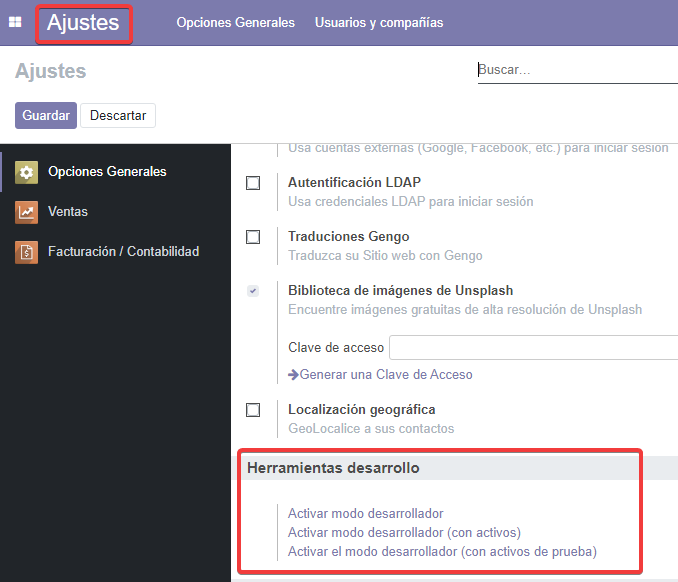 Ajustes
Opciones Generales
Usuarios y compañías
Ajustes
Buscar...
Guardar
Descartar
Opciones Generales
Ventas
Facturación / Contabilidad
Usa cuentas externas (Google, Facebook, etc.) para iniciar sesión
Autentificación LDAP
Usa credenciales LDAP para iniciar sesión
Traduciones Gengo
Traduzca su Sitio web con Gengo
Biblioteca de imágenes de Unsplash
Encuentre imágenes gratuitas de alta resolución de Unsplash
Clave de acceso
Generar una Clave de Acceso
Localización geográfica
GeoLocalice a sus contactos
Herramientas desarrollo
Activar modo desarrollador
Activar modo desarrollador (con activos)
Activar el modo desarrollador (con activos de prueba)